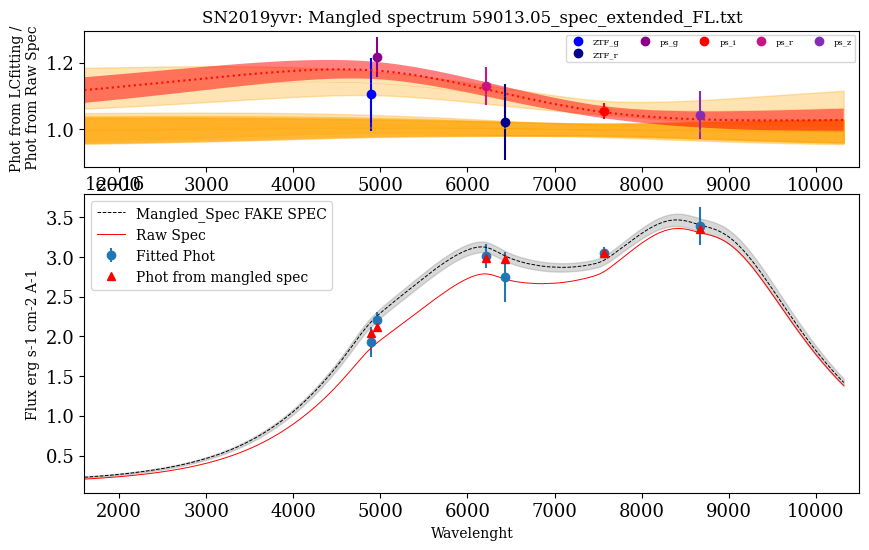 SN2019yvr: Mangled spectrum 59013.05_spec_extended_FL.txt
Phot from LCfitting /
Phot from Raw Spec
1.2
1.0
ZTF_g ps_g ps_i ps_r ps_z
ZTF_r
2000 3000 4000 5000 6000 7000 8000 9000 10000
1e−16
Mangled_Spec FAKE SPEC
Raw Spec
Fitted Phot
Phot from mangled spec
Flux erg s-1 cm-2 A-1
3.5
3.0
2.5
2.0
1.5
1.0
0.5
2000 3000 4000 5000 6000 7000 8000 9000 10000
Wavelenght